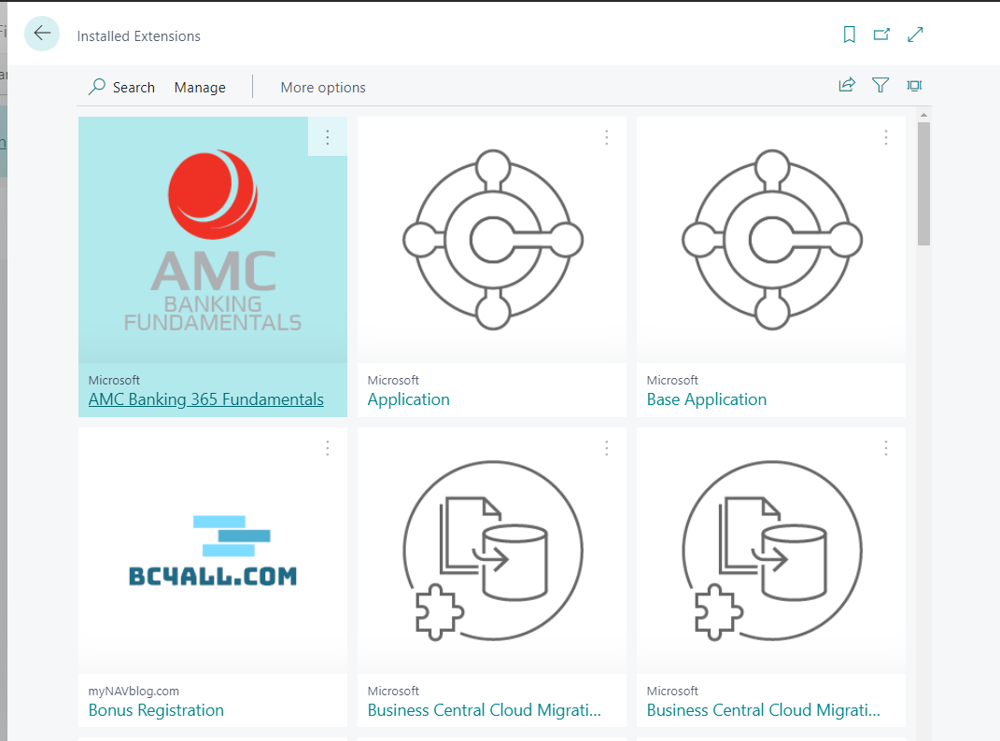 Installed Extensions
Search Manage More options
AMC
BANKING
FUNDAMENTALS
Microsoft
AMC Banking 365 Fundamentals
Microsoft
Application
Microsoft
Base Application
BC4ALL.COM
myNAVblog.com
Bonus Registration
Microsoft
Business Central Cloud Migrati...
Microsoft
Business Central Cloud Migrati...